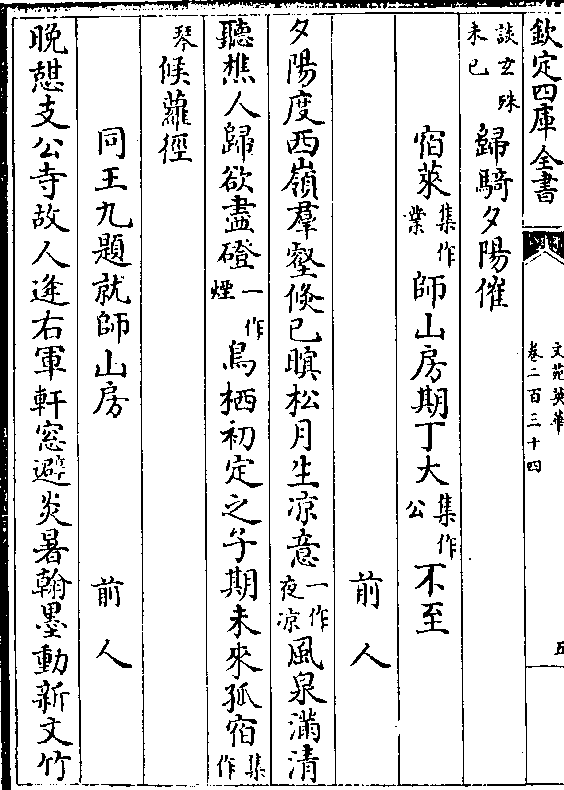 欽定四庫全書
文苑英華
卷二百三十四
五
談玄殊未已歸騎夕陽催
宿萊集作業師山房期丁大集作公不至
前人
夕陽度西嶺羣壑倐已暝松月生凉意一作夜凉風泉滿清
聽樵人歸欲盡磴一作煙鳥栖初定之子期未來孤宿集作
琴候蘿徑
同王九題就師山房
前人
晚憇支公寺故人逢右軍軒窓避炎暑翰墨動新文竹